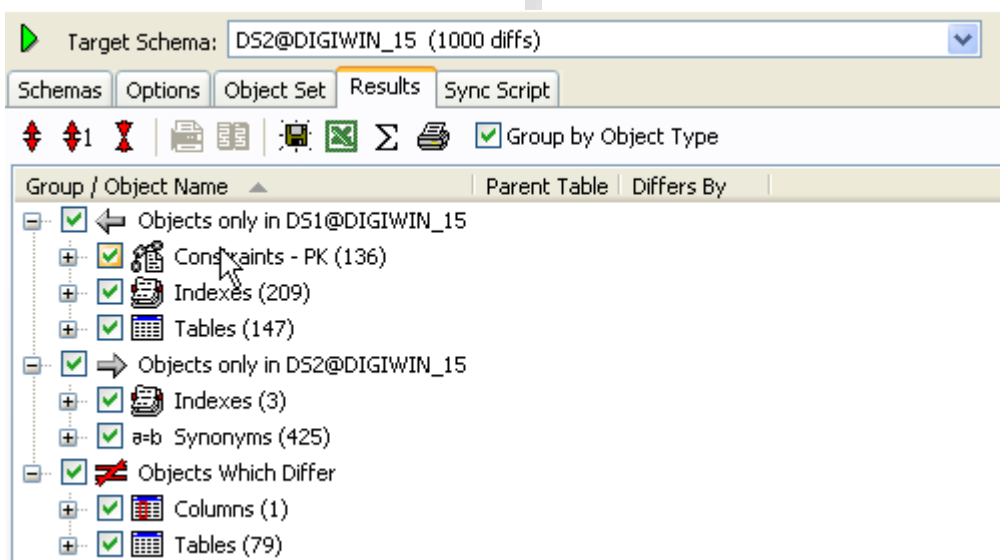 Target Schema: DS2@DIGIWIN_15 (1000 diffs)
Schemas Options Object Set Results Sync Script
1 Σ Group by Object Type
Group / Object Name Parent Table Differs By
Objects only in DS1@DIGIWIN_15
Constraints - PK (136)
Indexes (209)
Tables (147)
Objects only in DS2@DIGIWIN_15
Indexes (3)
a=b Synonyms (425)
Objects Which Differ
Columns (1)
Tables (79)